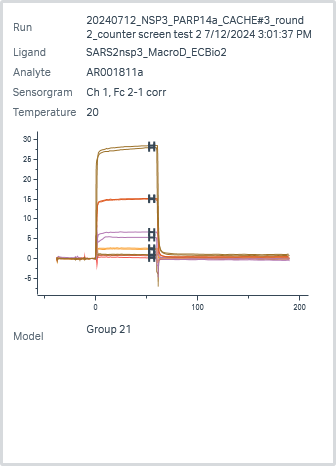 Run
20240712_NSP3_PARP14a_CACHE#3_round
2_counter screen test 2 7/12/2024 3:01:37 PM
Ligand SARS2nsp3_MacroD_ECBio2
Analyte AR001811a
Sensorgram Ch 1, Fc 2-1 corr
Temperature 20
30
25
20
15
10
5
0
-5
0 100 200
Model Group 21